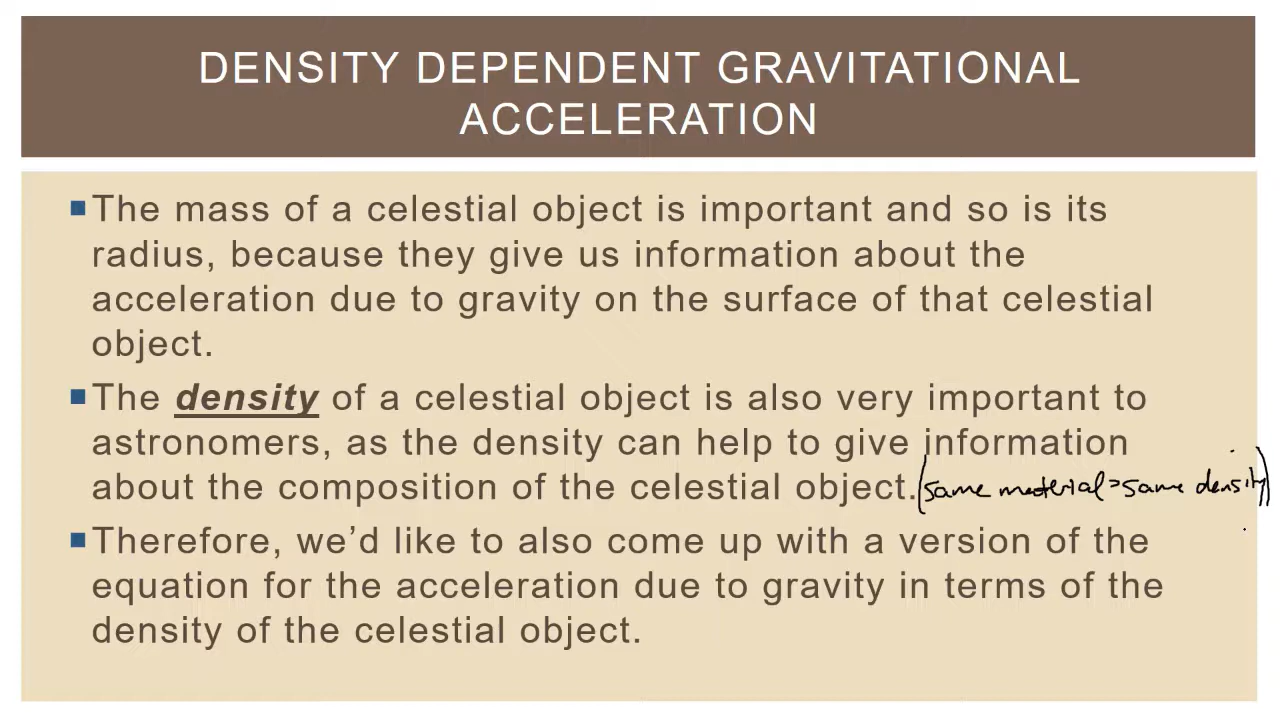 DENSITY DEPENDENT GRAVITATIONAL
ACCELERATION
The mass of a celestial object is important and so is its
radius, because they give us information about the
acceleration due to gravity on the surface of that celestial
object.
The density of a celestial object is also very important to
astronomers, as the density can help to give information
about the composition of the celestial object. (same material = same density)
Therefore, we'd like to also come up with a version of the
equation for the acceleration due to gravity in terms of the
density of the celestial object.